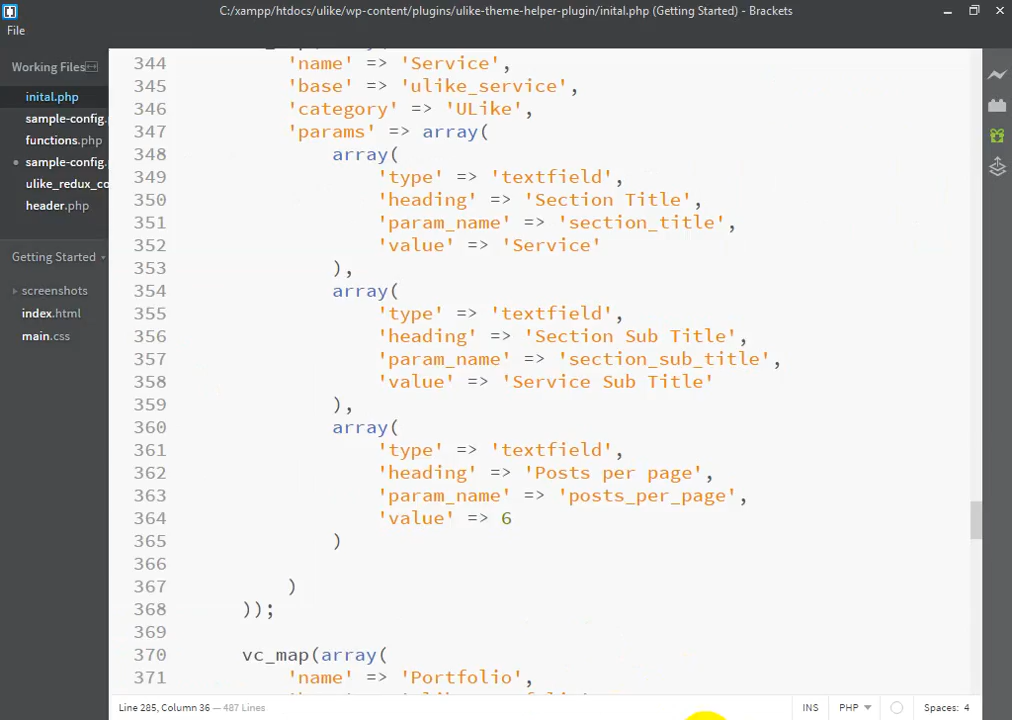 C:/xampp/htdocs/ulike/wp-content/plugins/ulike-theme-helper-plugin/inital.php (Getting Started) - Brackets
File
Working Files
inital.php
sample-config.
functions.php
sample-config.
ulike_redux_co
header.php
Getting Started
screenshots
index.html
main.css
344 'name' => 'Service',
345 'base' => 'ulike_service',
346 'category' => 'ULike',
347 'params' => array(
348 array(
349 'type' => 'textfield',
350 'heading' => 'Section Title',
351 'param_name' => 'section_title',
352 'value' => 'Service'
353 ),
354 array(
355 'type' => 'textfield',
356 'heading' => 'Section Sub Title',
357 'param_name' => 'section_sub_title',
358 'value' => 'Service Sub Title'
359 ),
360 array(
361 'type' => 'textfield',
362 'heading' => 'Posts per page',
363 'param_name' => 'posts_per_page',
364 'value' => 6
365 )
366
367 )
368 ));
369
370 vc_map(array(
371 'name' => 'Portfolio',
Line 285, Column 36 — 487 Lines
INS
PHP
Spaces: 4